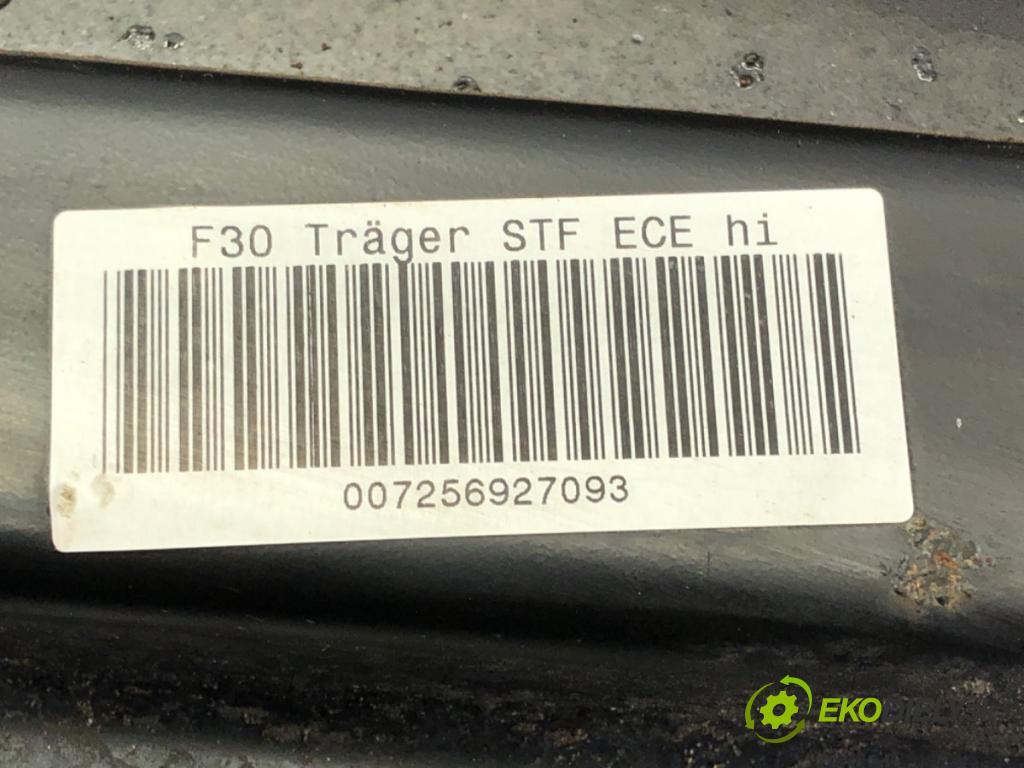 F30 Träger STF ECE hi
007256927093
EKO